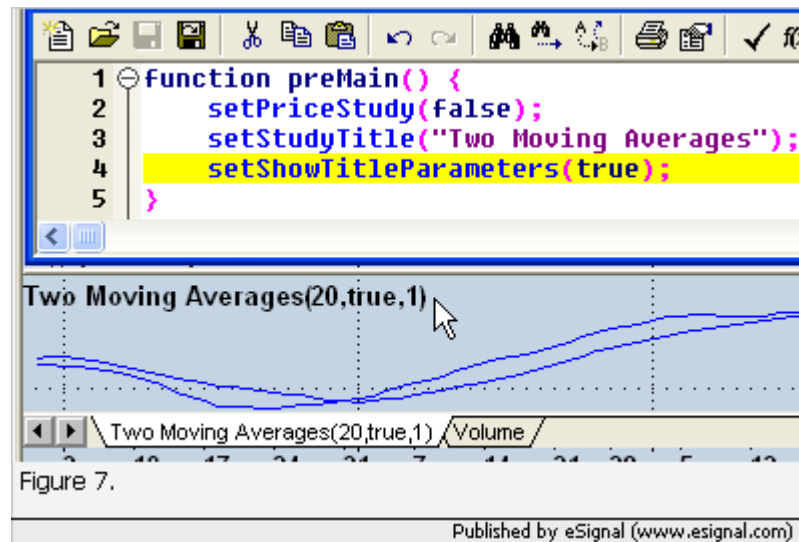 1 function preMain() {
2 setPriceStudy(false);
3 setStudyTitle("Two Moving Averages");
4 setShowTitleParameters(true);
5 }
Two Moving Averages(20,true,1)
Two Moving Averages(20,true,1) Volume
Figure 7.
Published by eSignal (www.esignal.com)